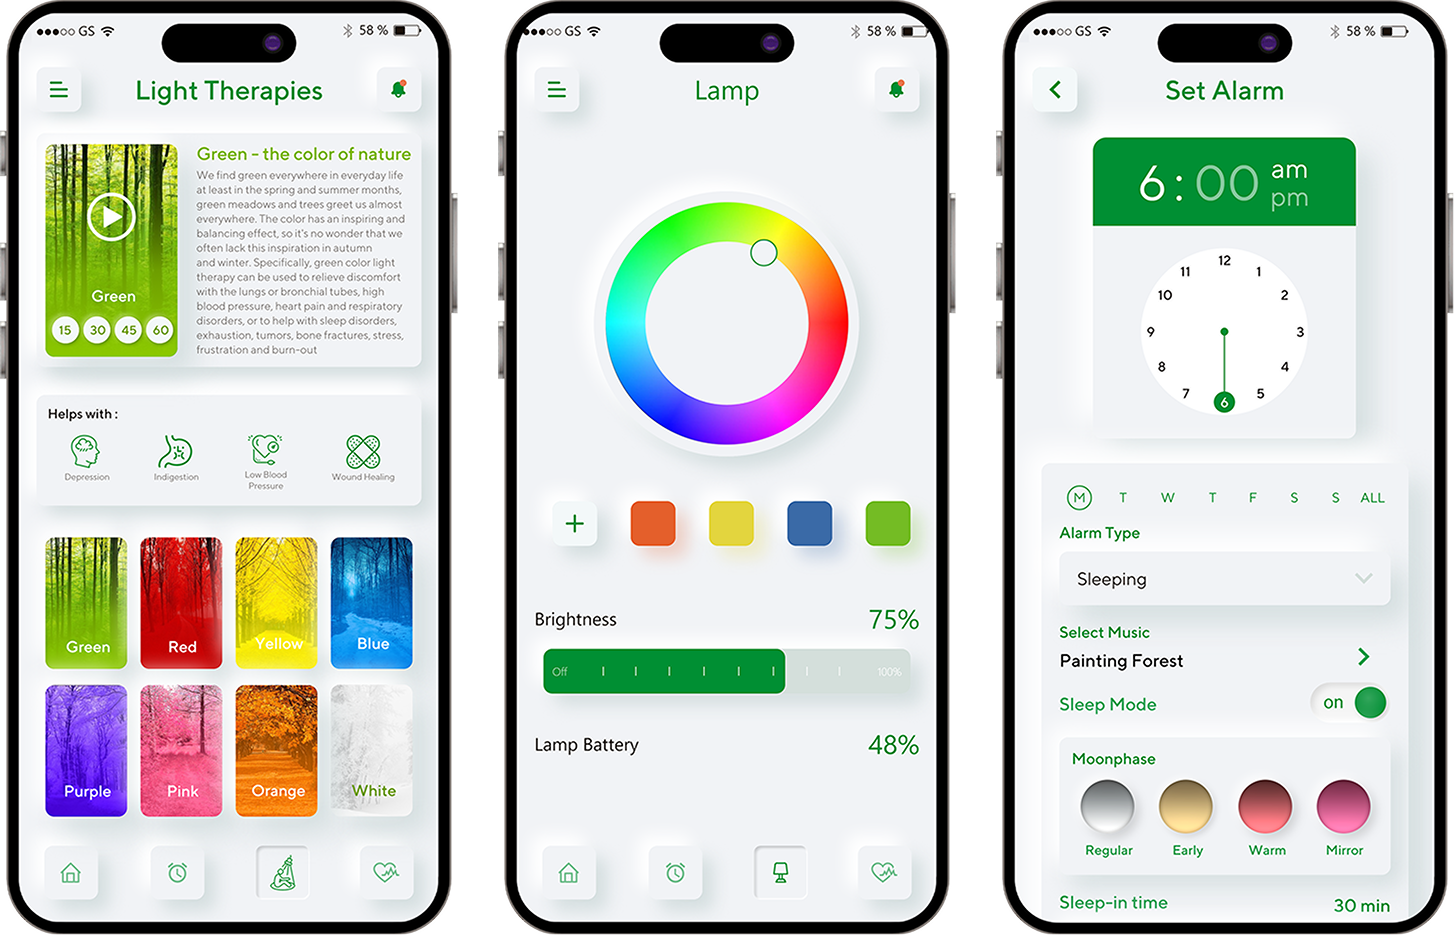 GS
58 %
Light Therapies
Green - the color of nature
We find green everywhere in everyday life
at least in the spring and summer months,
green meadows and trees greet us almost
everywhere. The color has an inspiring and
balancing effect, so it's no wonder that we
often lack this inspiration in autumn
and winter. Specifically, green color light
therapy can be used to relieve discomfort
with the lungs or bronchial tubes, high
blood pressure, heart pain and respiratory
disorders, or to help with sleep disorders,
exhaustion, tumors, bone fractures, stress,
frustration and burn-out
Green
15 30 45 60
Helps with :
Depression
Indigestion
Low Blood
Pressure
Wound Healing
Green Red Yellow Blue
Purple Pink Orange White
GS
58 %
Lamp
Brightness 75%
Off 100%
Lamp Battery 48%
GS
58 %
Set Alarm
6 : 00 am
pm
12
1
2
3
4
5
6
7
8
9
10
11
M T W T F S S ALL
Alarm Type
Sleeping
Select Music
Painting Forest
Sleep Mode on
Moonphase
Regular Early Warm Mirror
Sleep-in time 30 min